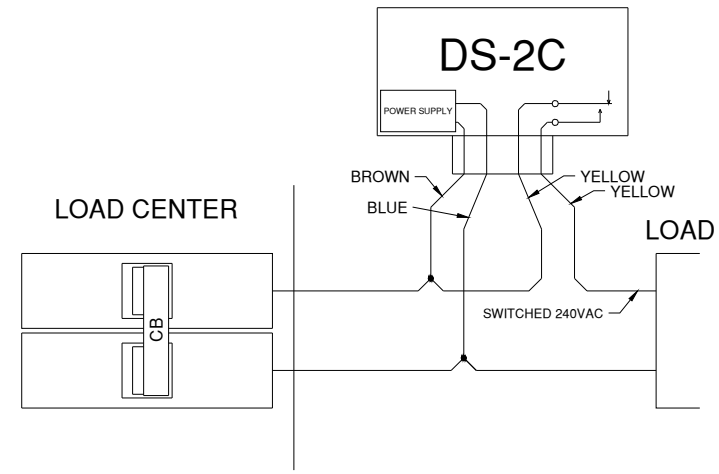 DS-2C
POWER SUPPLY
BROWN
YELLOW
YELLOW
BLUE
LOAD CENTER
LOAD
SWITCHED 240VAC
CB